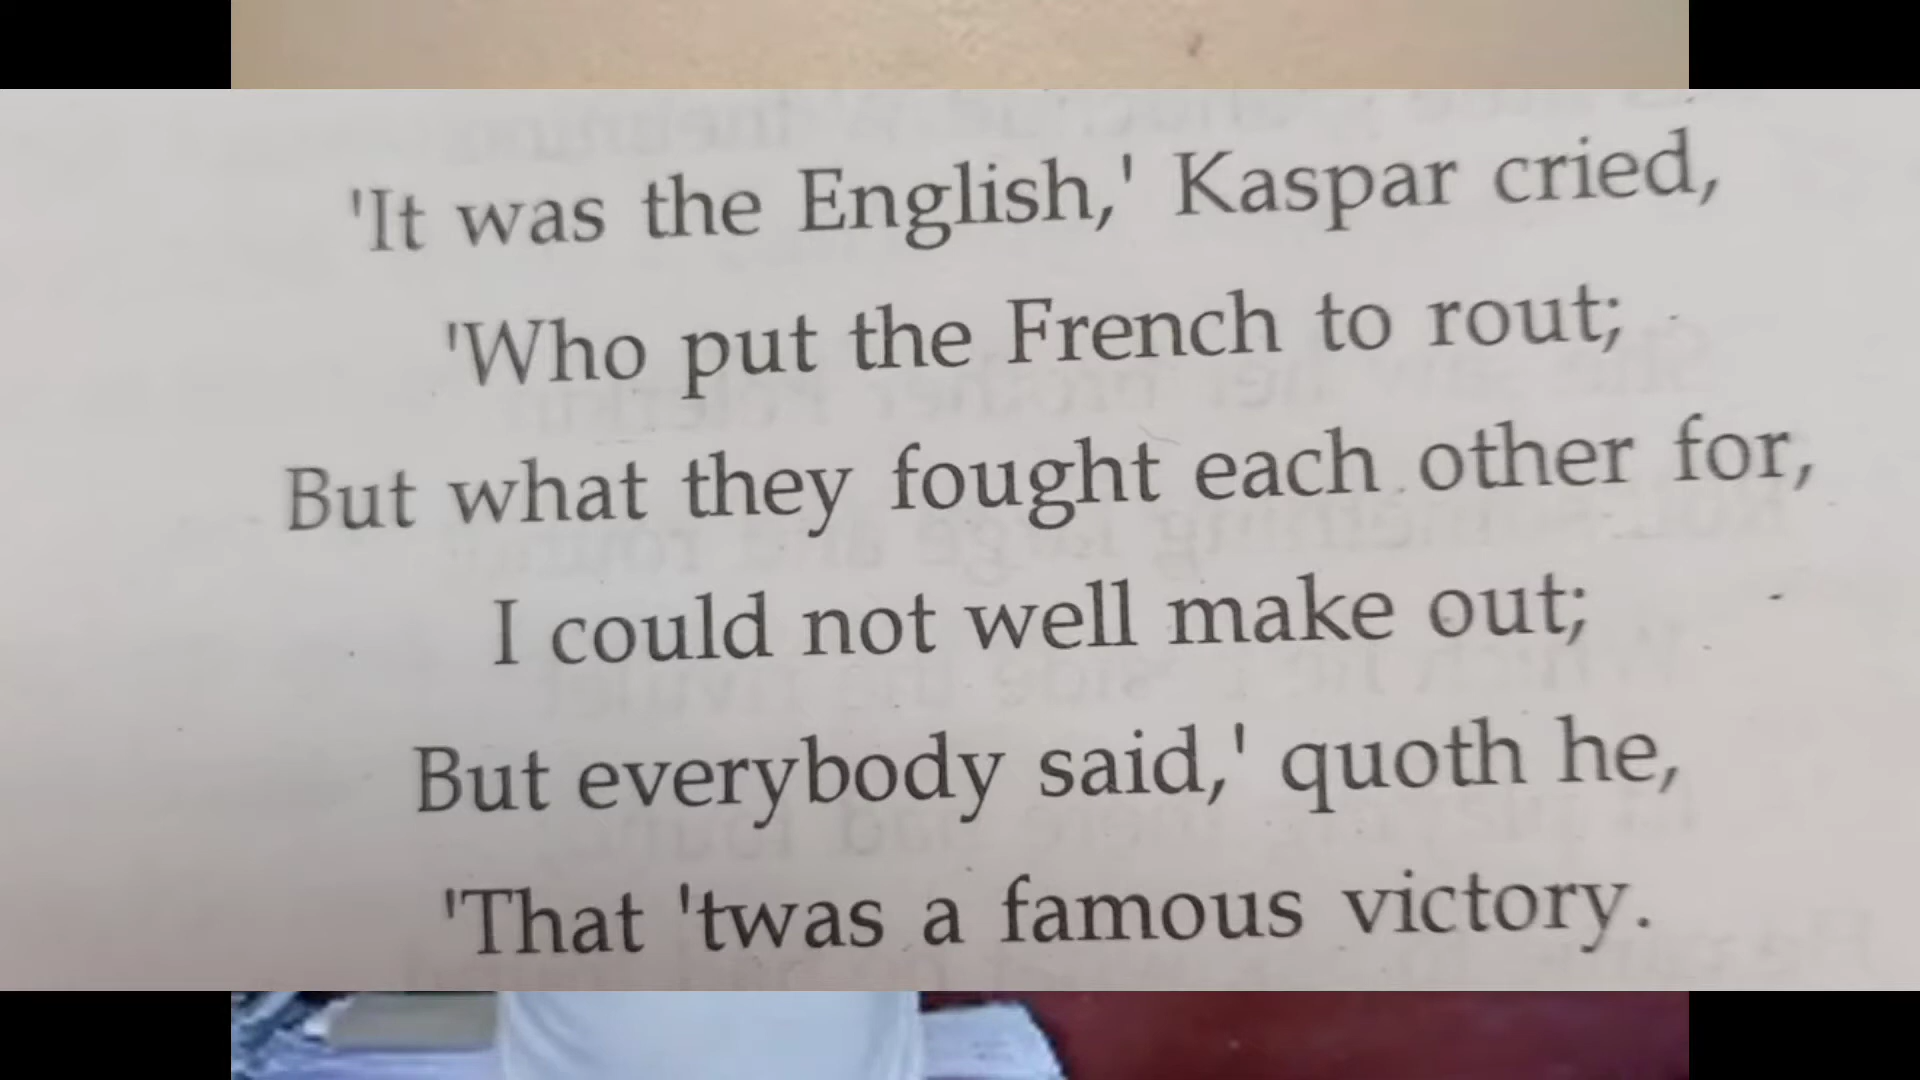 'It was the English,' Kaspar cried,
'Who put the French to rout;
But what they fought each other for,
I could not well make out;
But everybody said,' quoth he,
'That 'twas a famous victory.